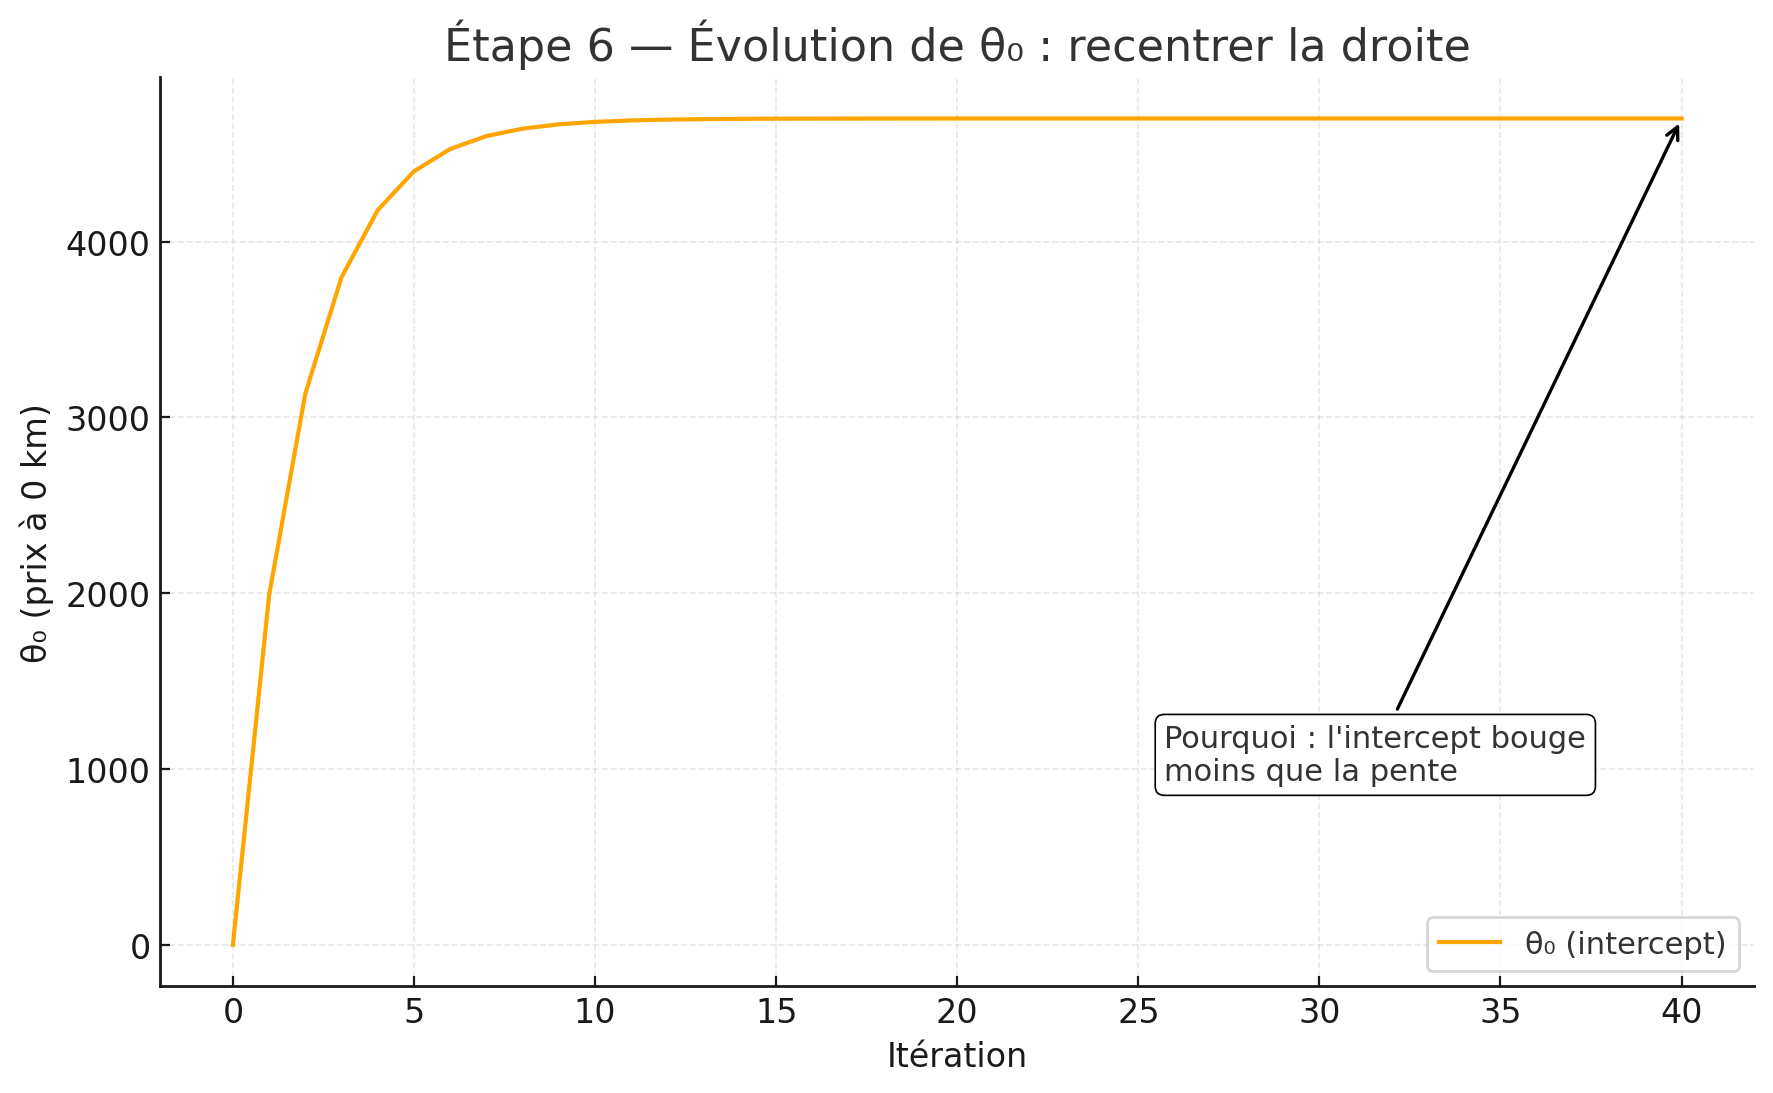 Étape 6 — Évolution de θ₀ : recentrer la droite
θ₀ (prix à 0 km)
4000
3000
2000
1000
0
Pourquoi : l'intercept bouge
moins que la pente
θ₀ (intercept)
0 5 10 15 20 25 30 35 40
Itération